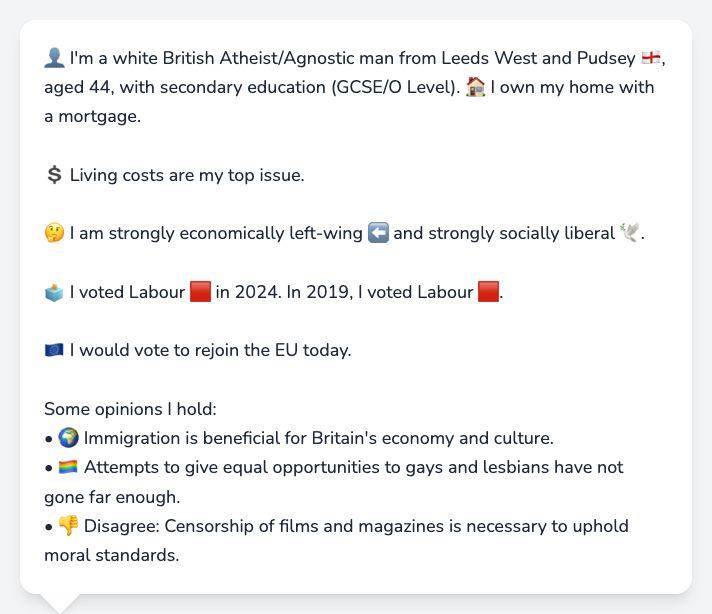 👤 I'm a white British Atheist/Agnostic man from Leeds West and Pudsey 🏴󠁧󠁢󠁥󠁮󠁧󠁿,
aged 44, with secondary education (GCSE/O Level). 🏠 I own my home with
a mortgage.
💲 Living costs are my top issue.
🤔 I am strongly economically left-wing ⬅️ and strongly socially liberal 🕊️.
🗳️ I voted Labour 🟥 in 2024. In 2019, I voted Labour 🟥.
🇪🇺 I would vote to rejoin the EU today.
Some opinions I hold:
• 🌍 Immigration is beneficial for Britain's economy and culture.
• 🏳️‍🌈 Attempts to give equal opportunities to gays and lesbians have not
gone far enough.
• 👎 Disagree: Censorship of films and magazines is necessary to uphold
moral standards.